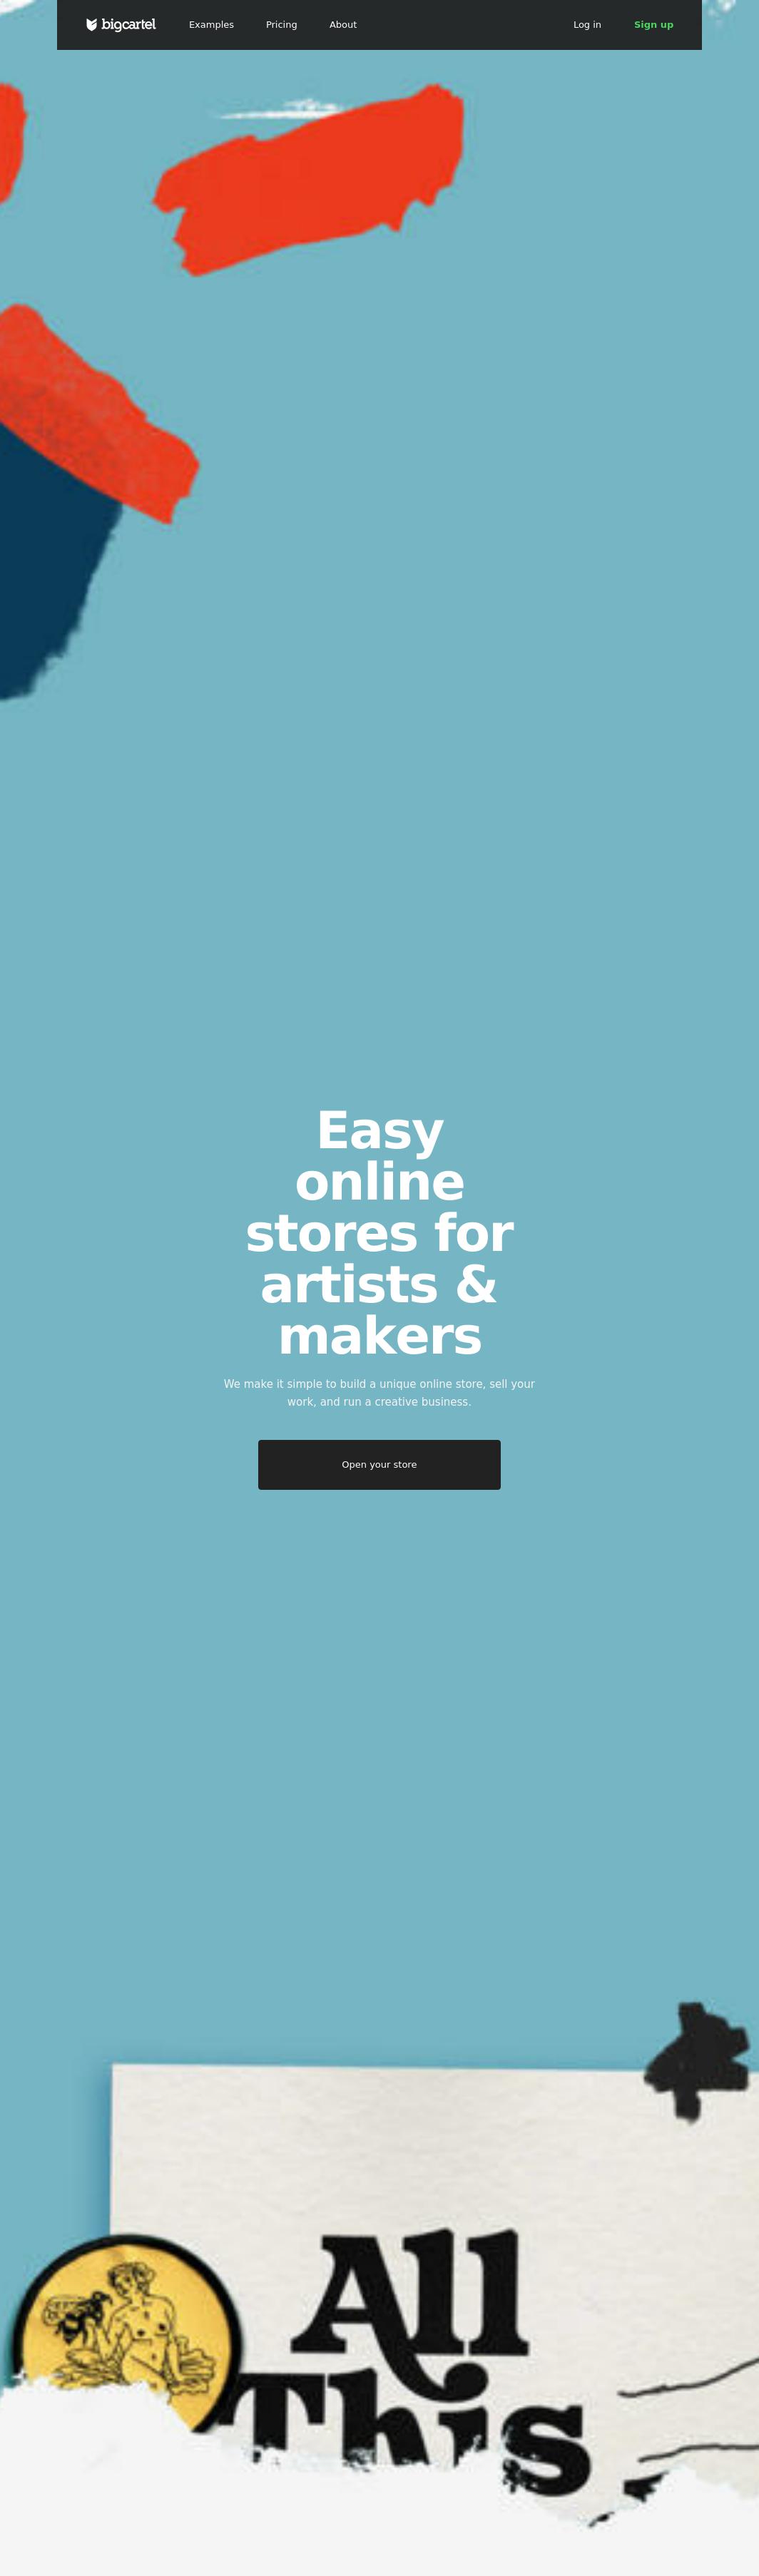 bigcartel Examples Pricing About Log in Sign up
Easy
online
stores for
artists &
makers
We make it simple to build a unique online store, sell your
work, and run a creative business.
Open your store
All
This